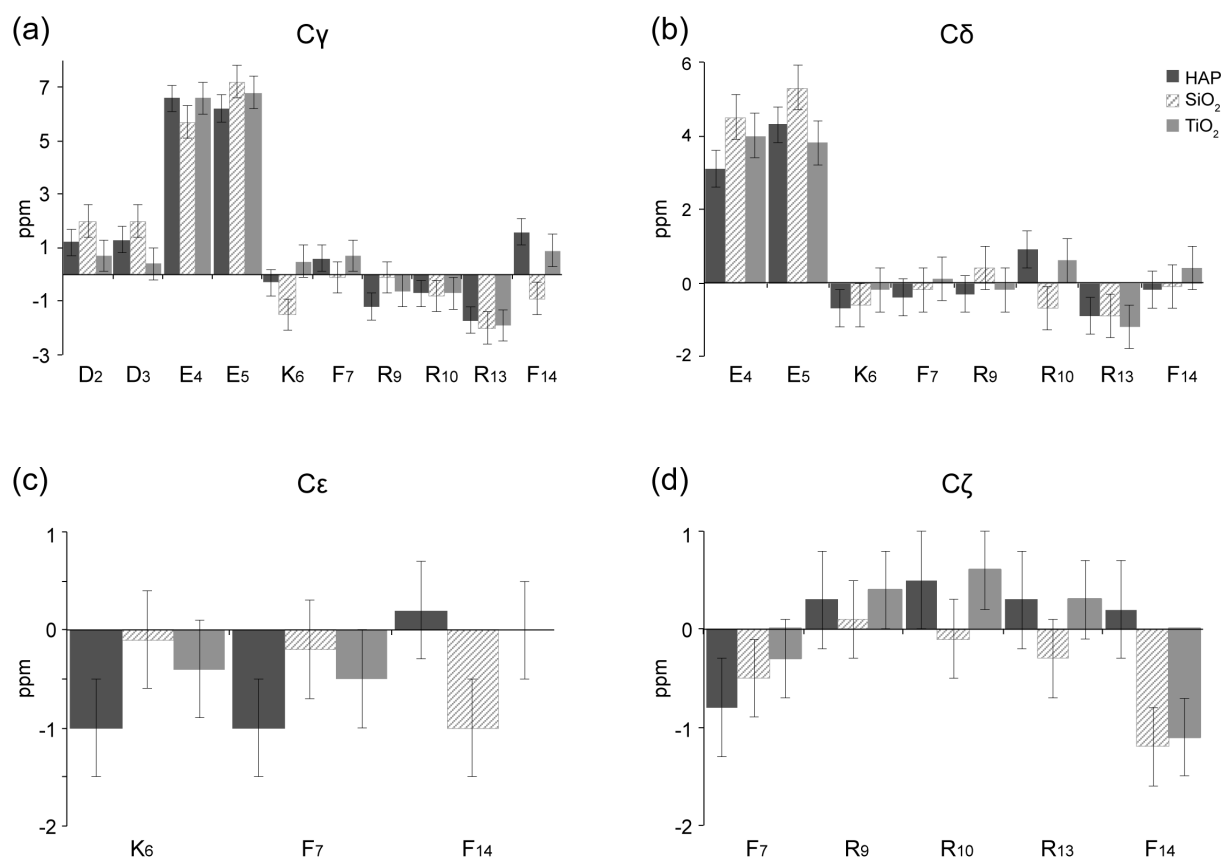 (a)
Cγ
7
5
3
1
-1
-3
ppm
D2 D3 E4 E5 K6 F7 R9 R10 R13 F14
(b)
Cδ
6
4
2
0
-2
ppm
E4 E5 K6 F7 R9 R10 R13 F14
HAP
SiO2
TiO2
(c)
Cε
1
0
-1
-2
ppm
K6 F7 F14
(d)
Cζ
1
0
-1
-2
ppm
F7 R9 R10 R13 F14